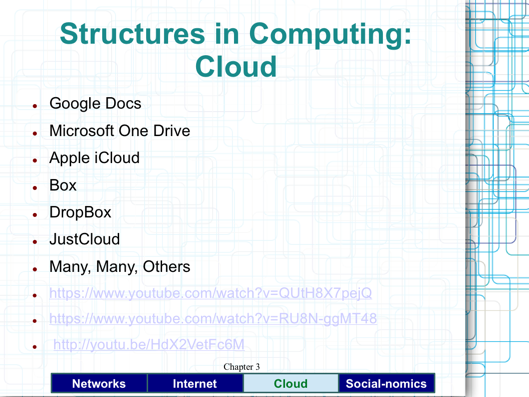 Structures in Computing:
Cloud
Google Docs
Microsoft One Drive
Apple iCloud
Box
DropBox
JustCloud
Many, Many, Others
https://www.youtube.com/watch?v=QUtH8X7pejQ
https://www.youtube.com/watch?v=RU8N-ggMT48
http://youtu.be/HdX2VetFc6M
Chapter 3
Networks Internet Cloud Social-nomics